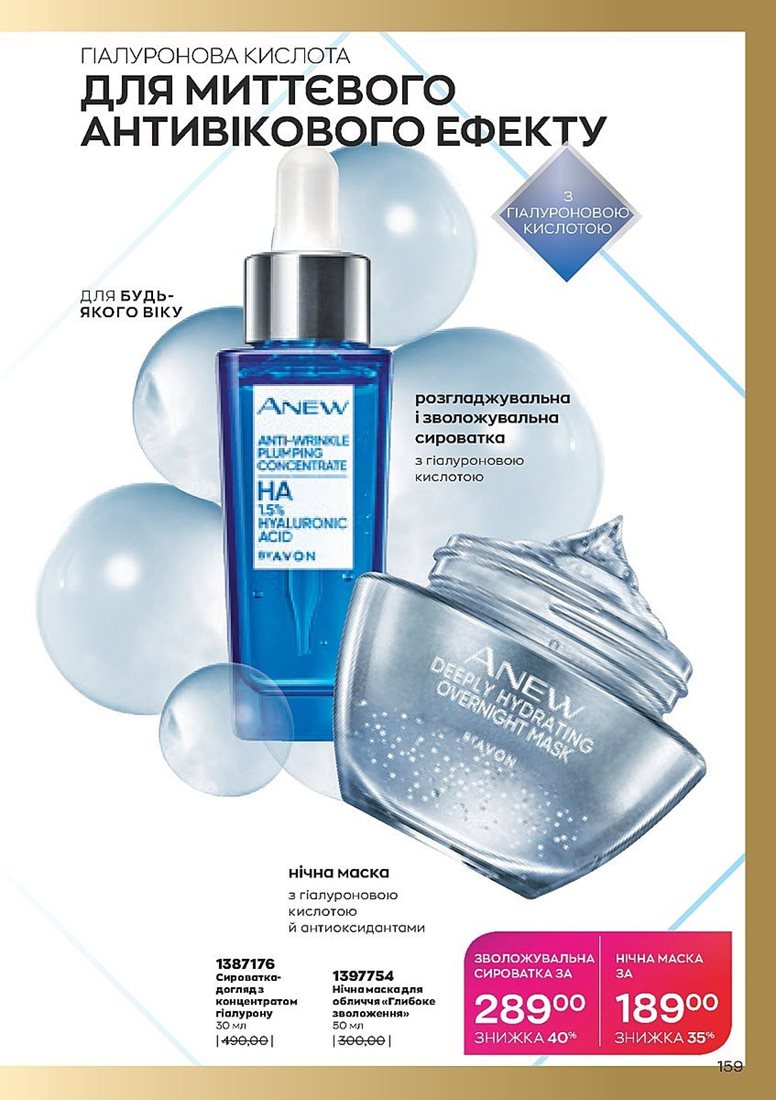 ГІАЛУРОНОВА КИСЛОТА
ДЛЯ МИТТЄВОГО
АНТИВІКОВОГО ЕФЕКТУ
З
ГІАЛУРОНОВОЮ
КИСЛОТОЮ
ДЛЯ БУДЬ-
ЯКОГО ВІКУ
ANEW
ANTI-WRINKLE
PLUMPING
CONCENTRATE
HA
1.5%
HYALURONIC
ACID
BY AVON
розгладжувальна
і зволожувальна
сироватка
з гіалуроновою
кислотою
ANEW
DEEPLY HYDRATING
OVERNIGHT MASK
BY AVON
нічна маска
з гіалуроновою
кислотою
й антиоксидантами
1387176
Сироватка-
догляд з
концентратом
гіалурону
30 мл
| 490,00 |
1397754
Нічна маска для
обличчя «Глибоке
зволоження»
50 мл
| 300,00 |
ЗВОЛОЖУВАЛЬНА
СИРОВАТКА ЗА
289⁰⁰
ЗНИЖКА 40%
НІЧНА МАСКА
ЗА
189⁰⁰
ЗНИЖКА 35%
159